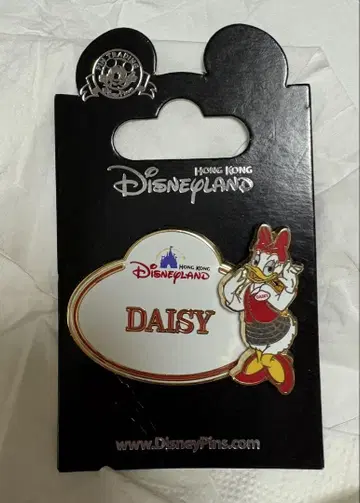 PIN TRADING
HONG KONG
DISNEYLAND
HONG KONG
DISNEYLAND
DAISY
www.DisneyPins.com